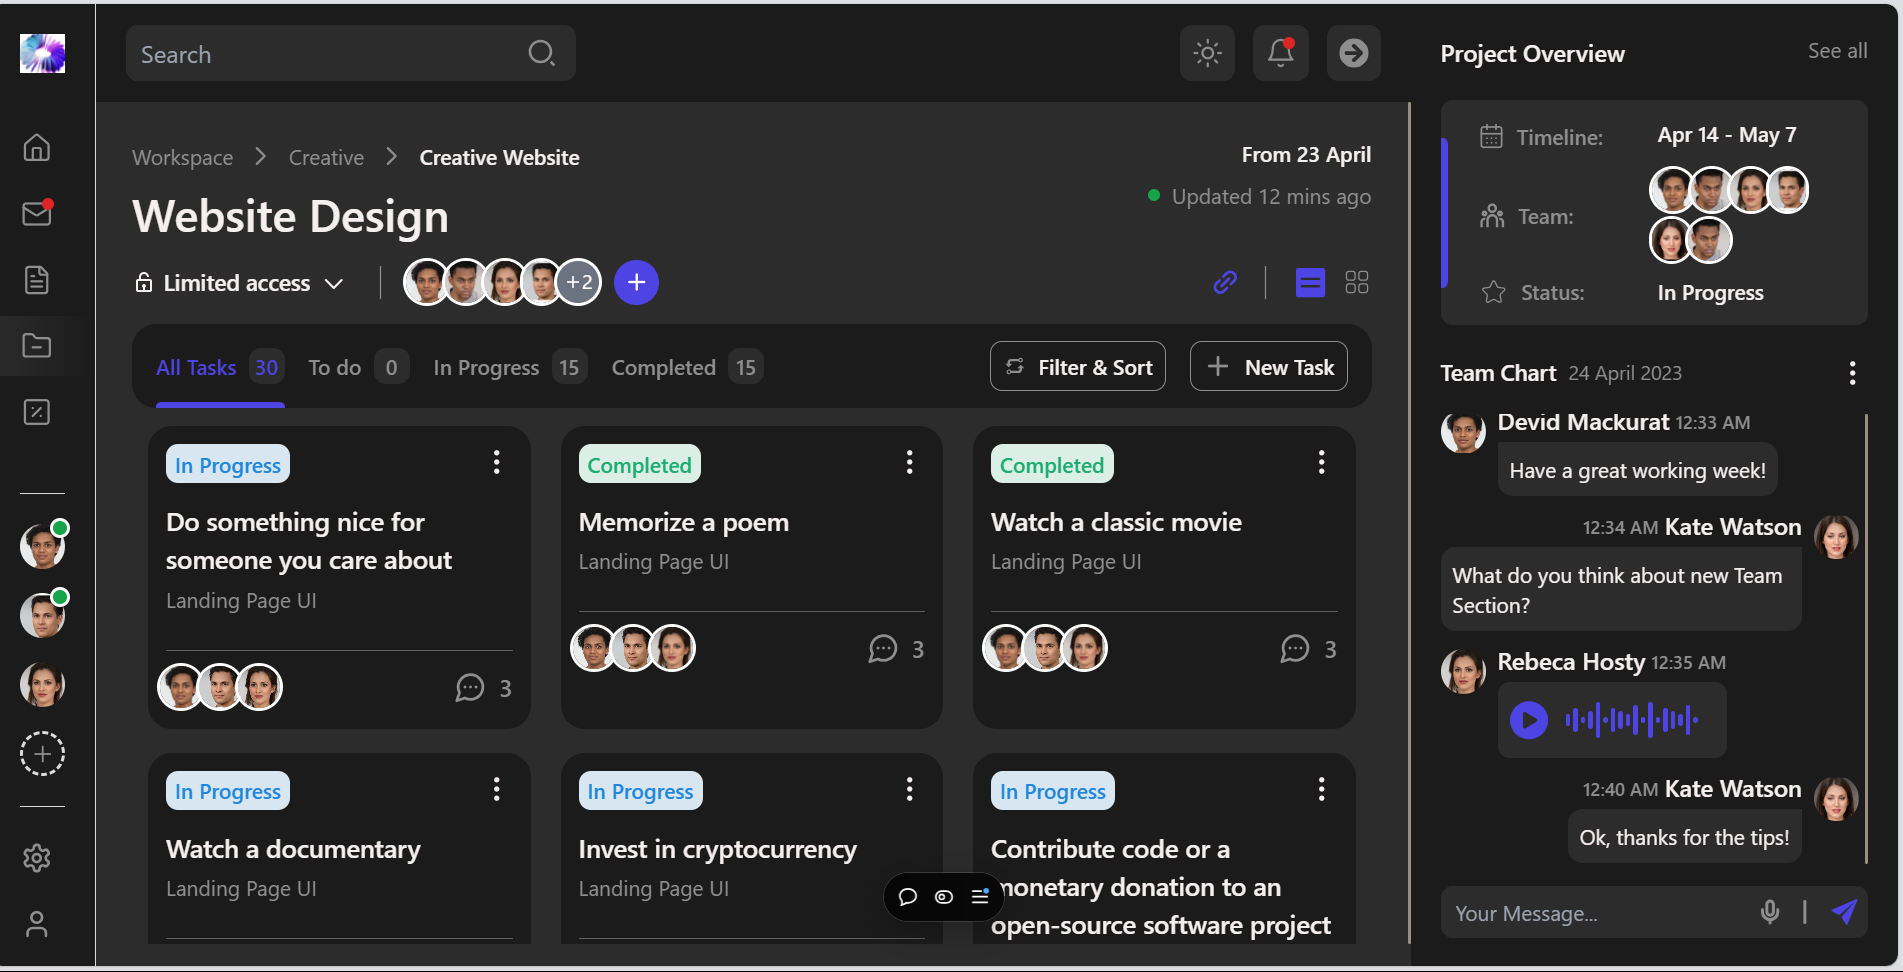 Search
Workspace > Creative > Creative Website
From 23 April
Updated 12 mins ago
Website Design
Limited access
+2
All Tasks 30
To do 0
In Progress 15
Completed 15
Filter & Sort
New Task
In Progress
Do something nice for
someone you care about
Landing Page UI
3
Completed
Memorize a poem
Landing Page UI
3
Completed
Watch a classic movie
Landing Page UI
3
In Progress
Watch a documentary
Landing Page UI
In Progress
Invest in cryptocurrency
Landing Page UI
In Progress
Contribute code or a
monetary donation to an
open-source software project
Project Overview
See all
Timeline: Apr 14 - May 7
Team:
Status: In Progress
Team Chart 24 April 2023
Devid Mackurat 12:33 AM
Have a great working week!
12:34 AM Kate Watson
What do you think about new Team
Section?
Rebeca Hosty 12:35 AM
12:40 AM Kate Watson
Ok, thanks for the tips!
Your Message...